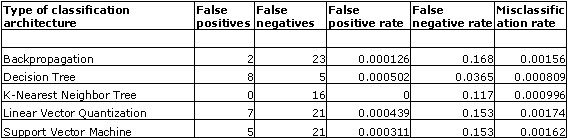 Type of classification architecture False positives False negatives False positive rate False negative rate Misclassific ation rate
Backpropagation 2 23 0.000126 0.168 0.00156
Decision Tree 8 5 0.000502 0.0365 0.000809
K-Nearest Neighbor Tree 0 16 0 0.117 0.000996
Linear Vector Quantization 7 21 0.000439 0.153 0.00174
Support Vector Machine 5 21 0.000311 0.153 0.00162